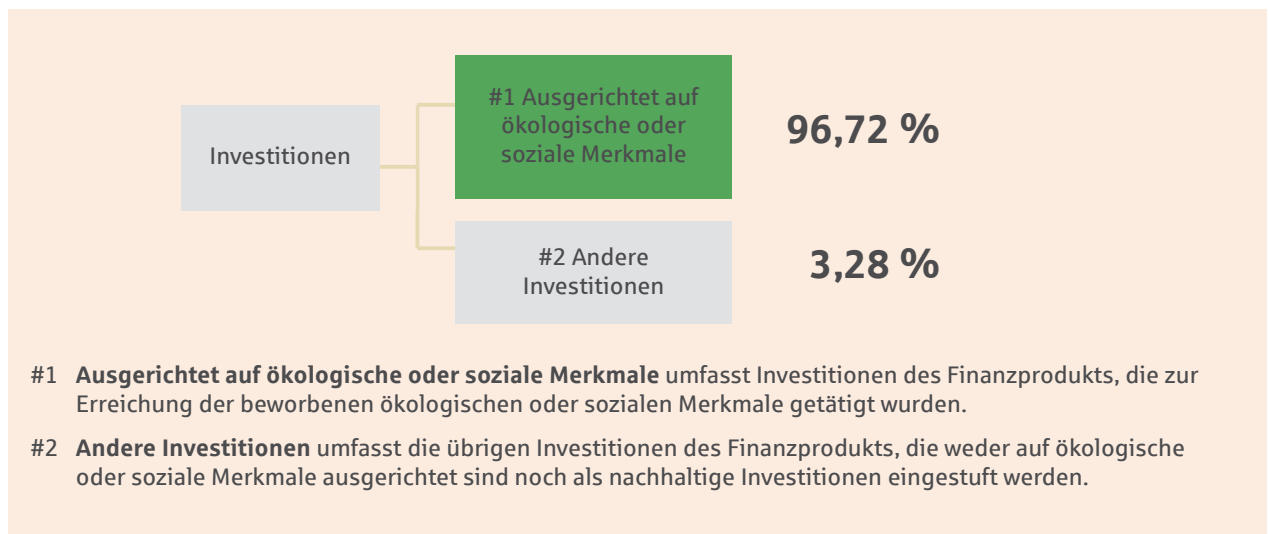 #1 Ausgerichtet auf
ökologische oder
soziale Merkmale
96,72 %
Investitionen
#2 Andere
Investitionen
3,28 %
#1 Ausgerichtet auf ökologische oder soziale Merkmale umfasst Investitionen des Finanzprodukts, die zur
Erreichung der beworbenen ökologischen oder sozialen Merkmale getätigt wurden.
#2 Andere Investitionen umfasst die übrigen Investitionen des Finanzprodukts, die weder auf ökologische
oder soziale Merkmale ausgerichtet sind noch als nachhaltige Investitionen eingestuft werden.